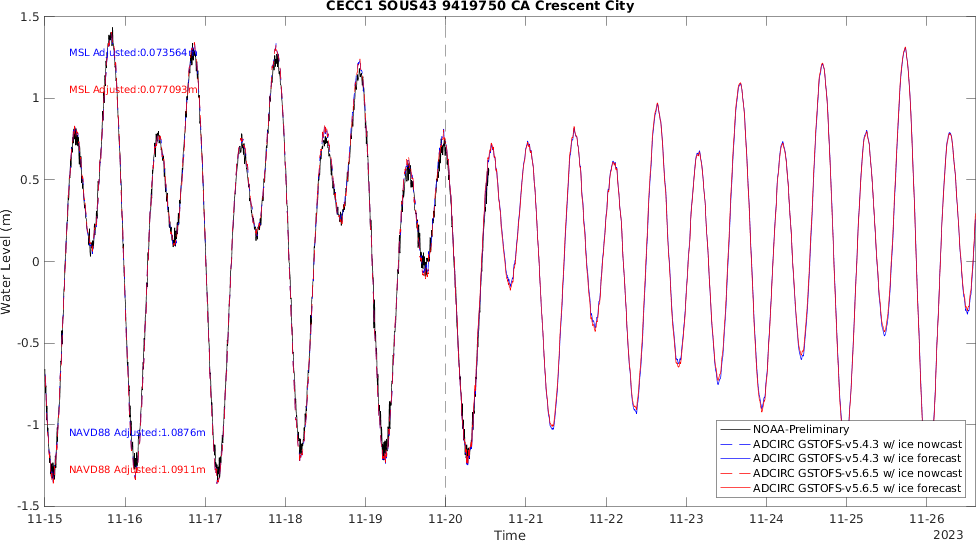 CECC1 SOUS43 9419750 CA Crescent City
1.5
1
0.5
0
-0.5
-1
-1.5
Water Level (m)
MSL Adjusted:0.073564m
MSL Adjusted:0.077093m
NAVD88 Adjusted:1.0876m
NAVD88 Adjusted:1.0911m
NOAA-Preliminary
ADCIRC GSTOFS-v5.4.3 w/ ice nowcast
ADCIRC GSTOFS-v5.4.3 w/ ice forecast
ADCIRC GSTOFS-v5.6.5 w/ ice nowcast
ADCIRC GSTOFS-v5.6.5 w/ ice forecast
11-15 11-16 11-17 11-18 11-19 11-20 11-21 11-22 11-23 11-24 11-25 11-26
2023
Time